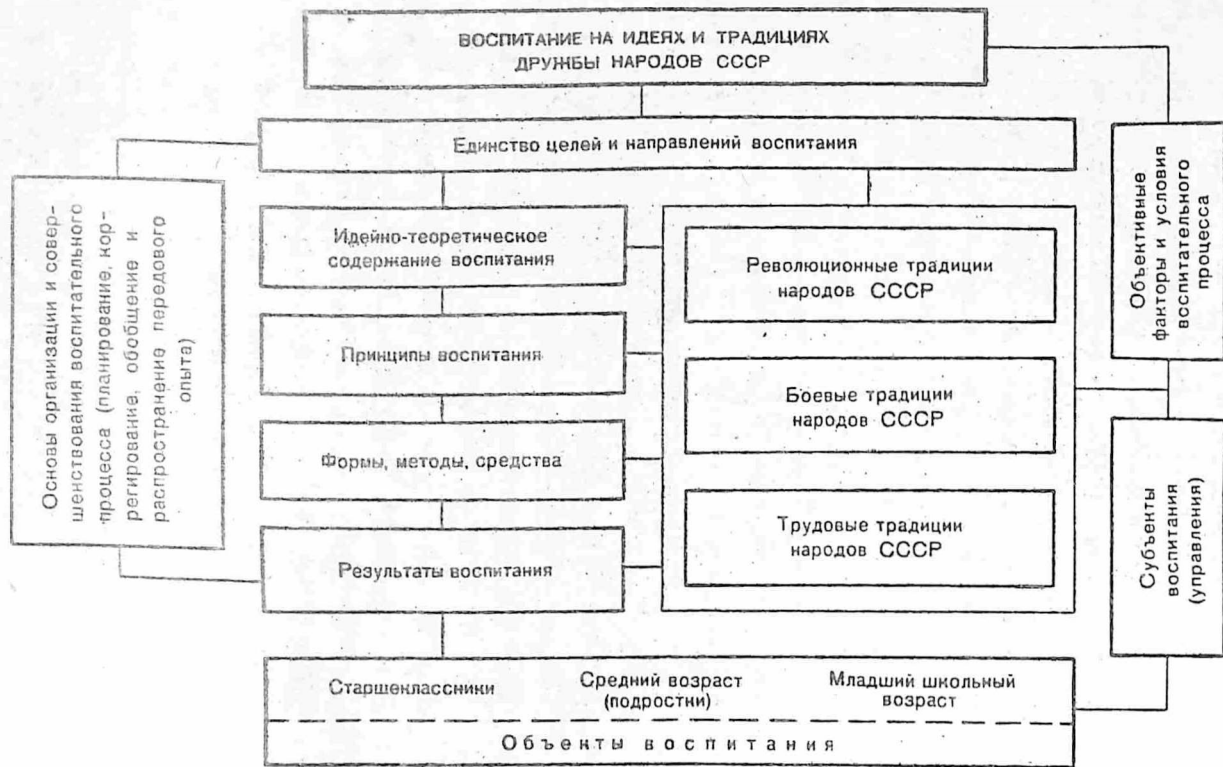 ВОСПИТАНИЕ НА ИДЕЯХ И ТРАДИЦИЯХ
ДРУЖБЫ НАРОДОВ СССР
Единство целей и направлений воспитания
Основы организации и совер-
шенствования воспитательного
процесса (планирование, кор-
регирование, обобщение и
распространение передового
опыта)
Идейно-теоретическое
содержание воспитания
Принципы воспитания
Формы, методы, средства
Результаты воспитания
Революционные традиции
народов СССР
Боевые традиции
народов СССР
Трудовые традиции
народов СССР
Объективные
факторы и условия
воспитательного
процесса
Субъекты
воспитания
(управления)
Старшеклассники
Средний возраст
(подростки)
Младший школьный
возраст
Объекты воспитания